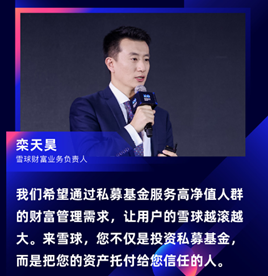 栾天昊
雪球财富业务负责人
我们希望通过私募基金服务高净值人群
的财富管理需求，让用户的雪球越滚越
大。来雪球，您不仅是投资私募基金，
而是把您的资产托付给您信任的人。